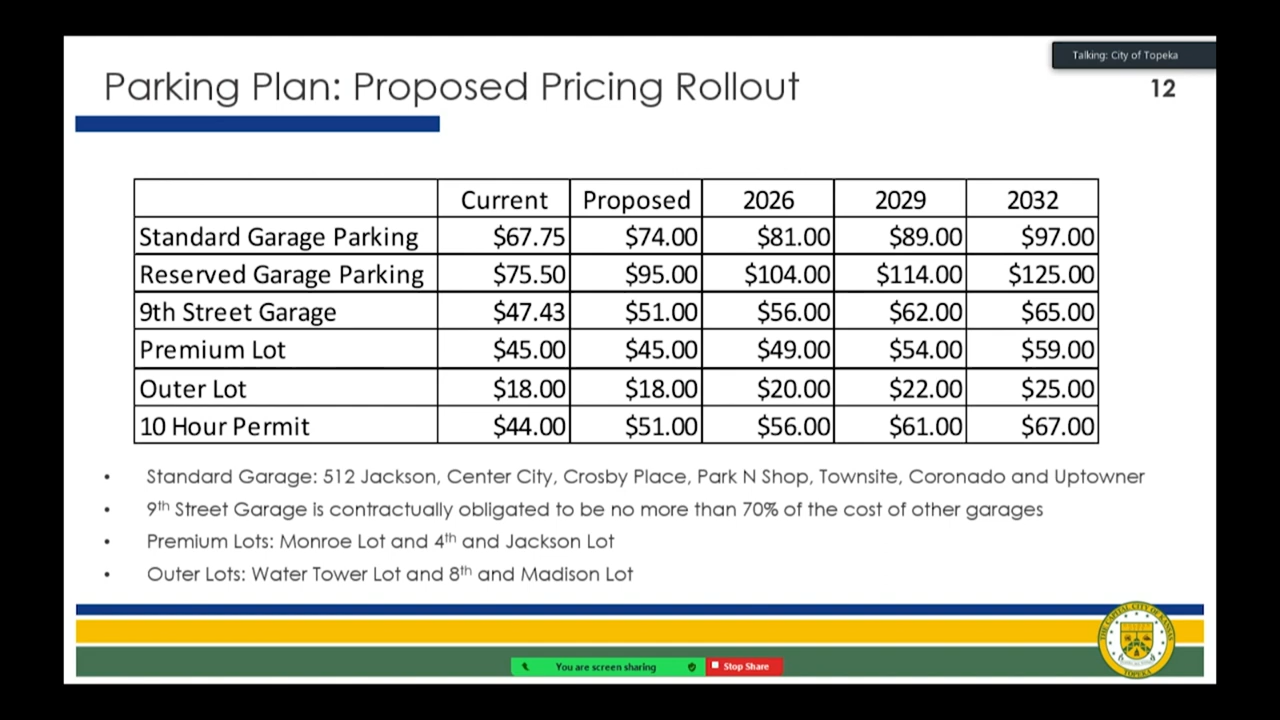 Talking: City of Topeka
Parking Plan: Proposed Pricing Rollout
12
Current Proposed 2026 2029 2032
Standard Garage Parking $67.75 $74.00 $81.00 $89.00 $97.00
Reserved Garage Parking $75.50 $95.00 $104.00 $114.00 $125.00
9th Street Garage $47.43 $51.00 $56.00 $62.00 $65.00
Premium Lot $45.00 $45.00 $49.00 $54.00 $59.00
Outer Lot $18.00 $18.00 $20.00 $22.00 $25.00
10 Hour Permit $44.00 $51.00 $56.00 $61.00 $67.00
• Standard Garage: 512 Jackson, Center City, Crosby Place, Park N Shop, Townsite, Coronado and Uptowner
• 9th Street Garage is contractually obligated to be no more than 70% of the cost of other garages
• Premium Lots: Monroe Lot and 4th and Jackson Lot
• Outer Lots: Water Tower Lot and 8th and Madison Lot
THE CAPITAL CITY OF KANSAS
TOPEKA
You are screen sharing
Stop Share